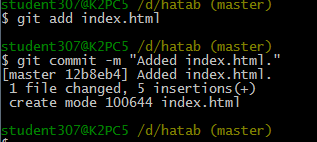 student307@K2PC5 /d/hatab (master)
$ git add index.html
student307@K2PC5 /d/hatab (master)
$ git commit -m "Added index.html."
[master 12b8eb4] Added index.html.
1 file changed, 5 insertions(+)
create mode 100644 index.html
student307@K2PC5 /d/hatab (master)